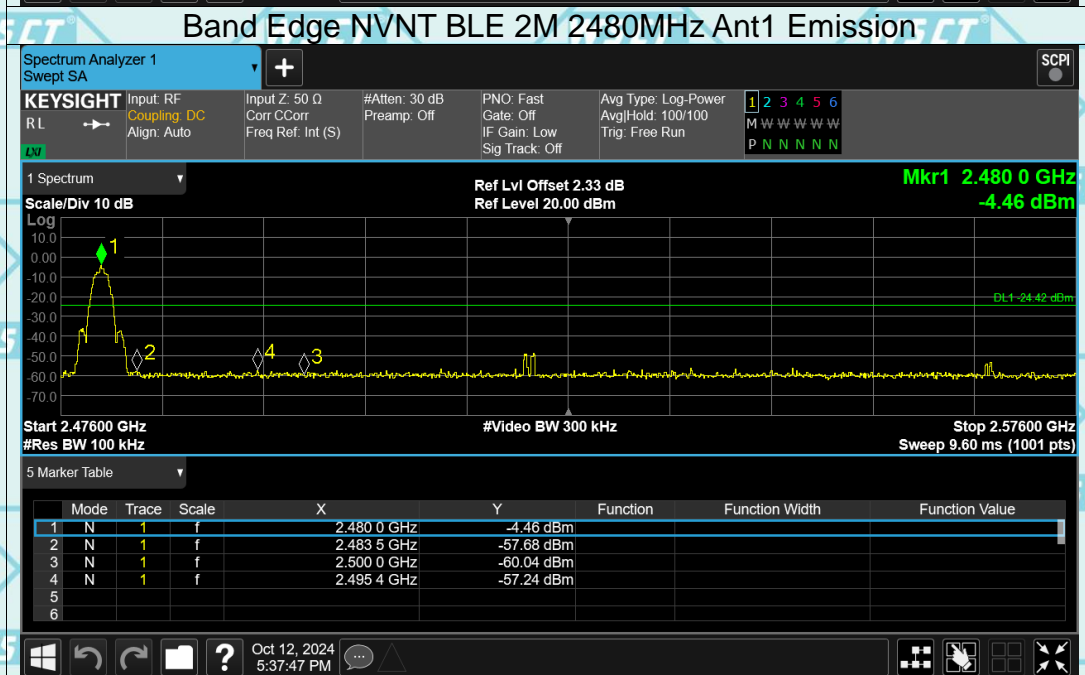 Band Edge NVNT BLE 2M 2480MHz Ant1 Emission
Spectrum Analyzer 1
Swept SA
+
SCPI
KEYSIGHT
R L
LXI
Input: RF
Coupling: DC
Align: Auto
Input Z: 50 Ω
Corr CCorr
Freq Ref: Int (S)
#Atten: 30 dB
Preamp: Off
PNO: Fast
Gate: Off
IF Gain: Low
Sig Track: Off
Avg Type: Log-Power
Avg|Hold: 100/100
Trig: Free Run
1 2 3 4 5 6
M W W W W W
P N N N N N
1 Spectrum
Scale/Div 10 dB
Ref Lvl Offset 2.33 dB
Ref Level 20.00 dBm
Mkr1 2.480 0 GHz
-4.46 dBm
Log
10.0
0.00
-10.0
-20.0
-30.0
-40.0
-50.0
-60.0
-70.0
1
2
4
3
DL1 -24.42 dBm
Start 2.47600 GHz
#Res BW 100 kHz
#Video BW 300 kHz
Stop 2.57600 GHz
Sweep 9.60 ms (1001 pts)
5 Marker Table
Mode Trace Scale X Y Function Function Width Function Value
1 N 1 f 2.480 0 GHz -4.46 dBm
2 N 1 f 2.483 5 GHz -57.68 dBm
3 N 1 f 2.500 0 GHz -60.04 dBm
4 N 1 f 2.495 4 GHz -57.24 dBm
5
6
?
Oct 12, 2024
5:37:47 PM